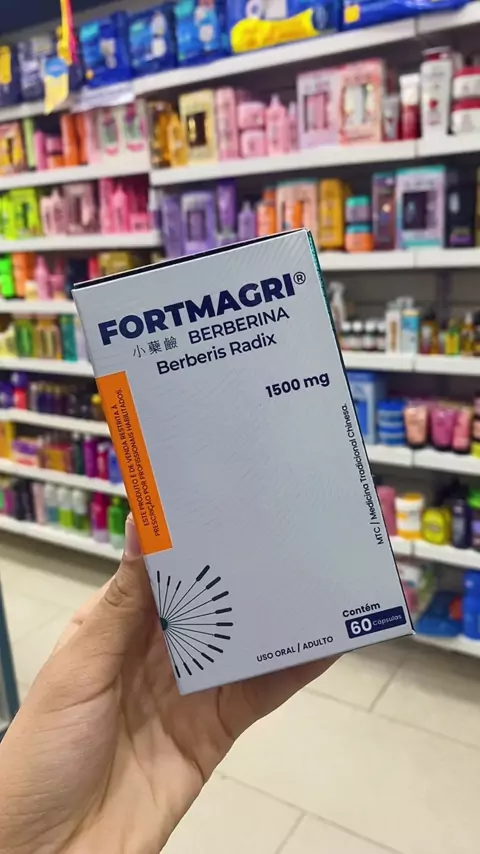 FORTMAGRI®
小藥鹼 BERBERINA
Berberis Radix
1500 mg
ESTE PRODUTO É DE VENDA RESTRITA À
PRESCRIÇÃO POR PROFISSIONAIS HABILITADOS.
MTC / Medicina Tradicional Chinesa.
Contém
60 Cápsulas
USO ORAL / ADULTO